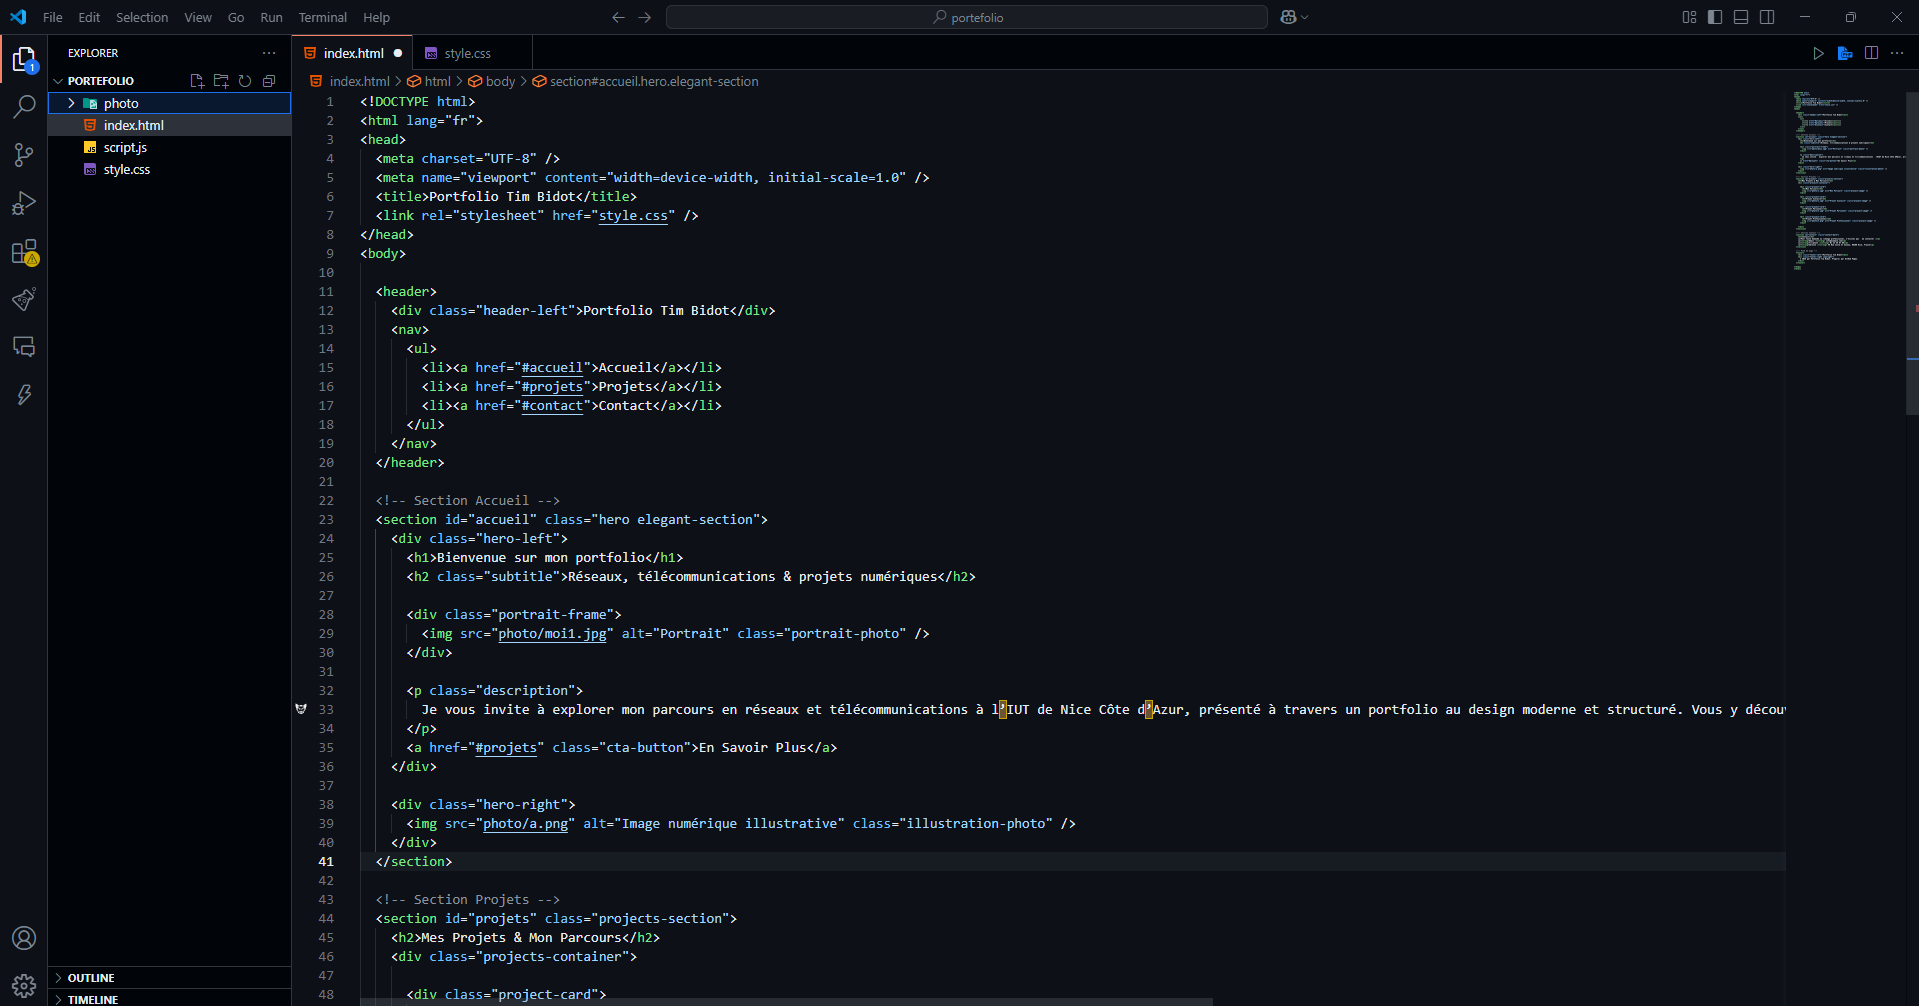 File Edit Selection View Go Run Terminal Help
portefolio
EXPLORER
PORTEFOLIO
photo
index.html
script.js
style.css
OUTLINE
TIMELINE
1
index.html
style.css
index.html > html > body > section#accueil.hero.elegant-section
1 <!DOCTYPE html>
2 <html lang="fr">
3 <head>
4 <meta charset="UTF-8" />
5 <meta name="viewport" content="width=device-width, initial-scale=1.0" />
6 <title>Portfolio Tim Bidot</title>
7 <link rel="stylesheet" href="style.css" />
8 </head>
9 <body>
10
11 <header>
12 <div class="header-left">Portfolio Tim Bidot</div>
13 <nav>
14 <ul>
15 <li><a href="#accueil">Accueil</a></li>
16 <li><a href="#projets">Projets</a></li>
17 <li><a href="#contact">Contact</a></li>
18 </ul>
19 </nav>
20 </header>
21
22 <!-- Section Accueil -->
23 <section id="accueil" class="hero elegant-section">
24 <div class="hero-left">
25 <h1>Bienvenue sur mon portfolio</h1>
26 <h2 class="subtitle">Réseaux, télécommunications & projets numériques</h2>
27
28 <div class="portrait-frame">
29 <img src="photo/moi1.jpg" alt="Portrait" class="portrait-photo" />
30 </div>
31
32 <p class="description">
33 Je vous invite à explorer mon parcours en réseaux et télécommunications à l’IUT de Nice Côte d’Azur, présenté à travers un portfolio au design moderne et structuré. Vous y décou
34 </p>
35 <a href="#projets" class="cta-button">En Savoir Plus</a>
36 </div>
37
38 <div class="hero-right">
39 <img src="photo/a.png" alt="Image numérique illustrative" class="illustration-photo" />
40 </div>
41 </section>
42
43 <!-- Section Projets -->
44 <section id="projets" class="projects-section">
45 <h2>Mes Projets & Mon Parcours</h2>
46 <div class="projects-container">
47
48 <div class="project-card">